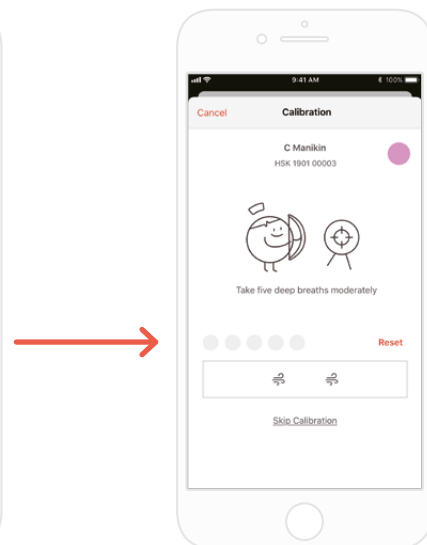 9:41 AM
100%
Cancel
Calibration
C Manikin
HSK 1901 00003
Take five deep breaths moderately
Reset
Skip Calibration